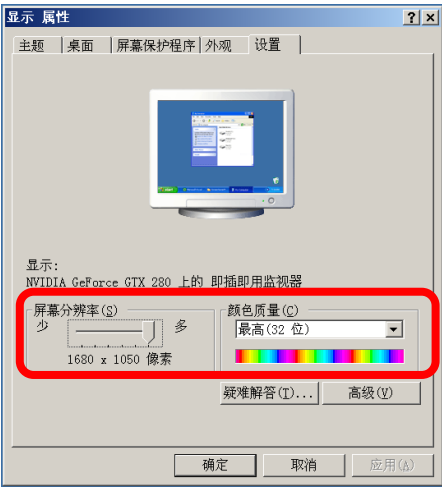 显示 属性
主题 桌面 屏幕保护程序 外观 设置
显示:
NVIDIA GeForce GTX 280 上的 即插即用监视器
屏幕分辨率(S)
少 多
1680 x 1050 像素
颜色质量(C)
最高(32 位)
疑难解答(T)... 高级(V)
确定 取消 应用(A)